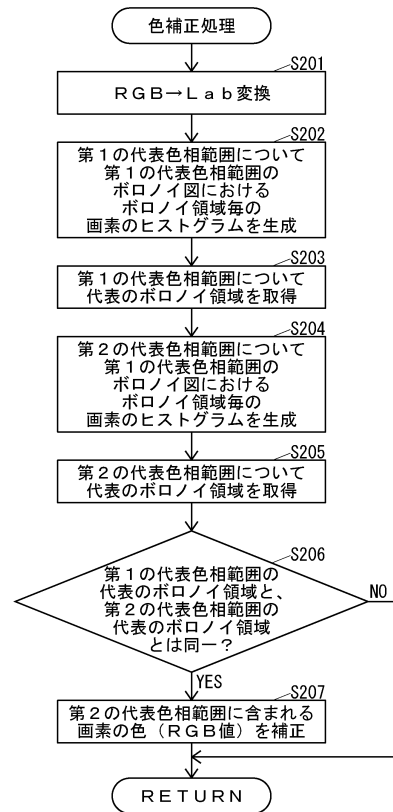 色補正処理
S201
ＲＧＢ→Ｌａｂ変換
S202
第１の代表色相範囲について
第１の代表色相範囲の
ボロノイ図における
ボロノイ領域毎の
画素のヒストグラムを生成
S203
第１の代表色相範囲について
代表のボロノイ領域を取得
S204
第２の代表色相範囲について
第１の代表色相範囲の
ボロノイ図における
ボロノイ領域毎の
画素のヒストグラムを生成
S205
第２の代表色相範囲について
代表のボロノイ領域を取得
S206
第１の代表色相範囲の
代表のボロノイ領域と、
第２の代表色相範囲の
代表のボロノイ領域
とは同一？
NO
YES
S207
第２の代表色相範囲に含まれる
画素の色（ＲＧＢ値）を補正
ＲＥＴＵＲＮ